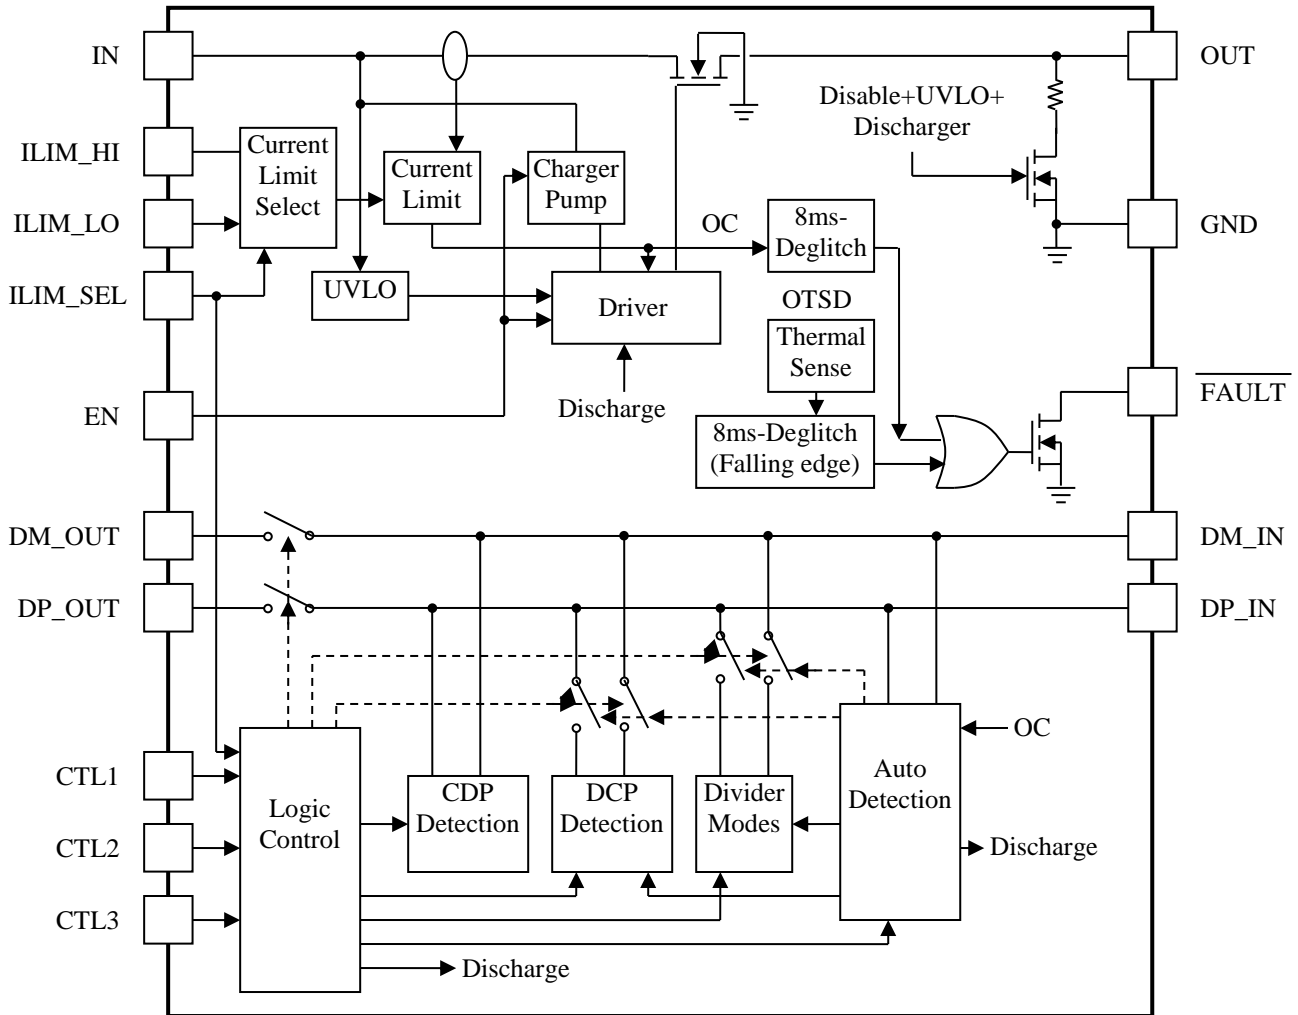 IN
OUT
Disable+UVLO+
Discharger
ILIM_HI
Current
Limit
Select
Current
Limit
Charger
Pump
ILIM_LO
OC
8ms-
Deglitch
GND
ILIM_SEL
UVLO
Driver
OTSD
Thermal
Sense
EN
Discharge
FAULT
8ms-Deglitch
(Falling edge)
DM_OUT
DM_IN
DP_OUT
DP_IN
OC
CTL1
Logic
Control
CDP
Detection
DCP
Detection
Divider
Modes
Auto
Detection
CTL2
Discharge
CTL3
Discharge